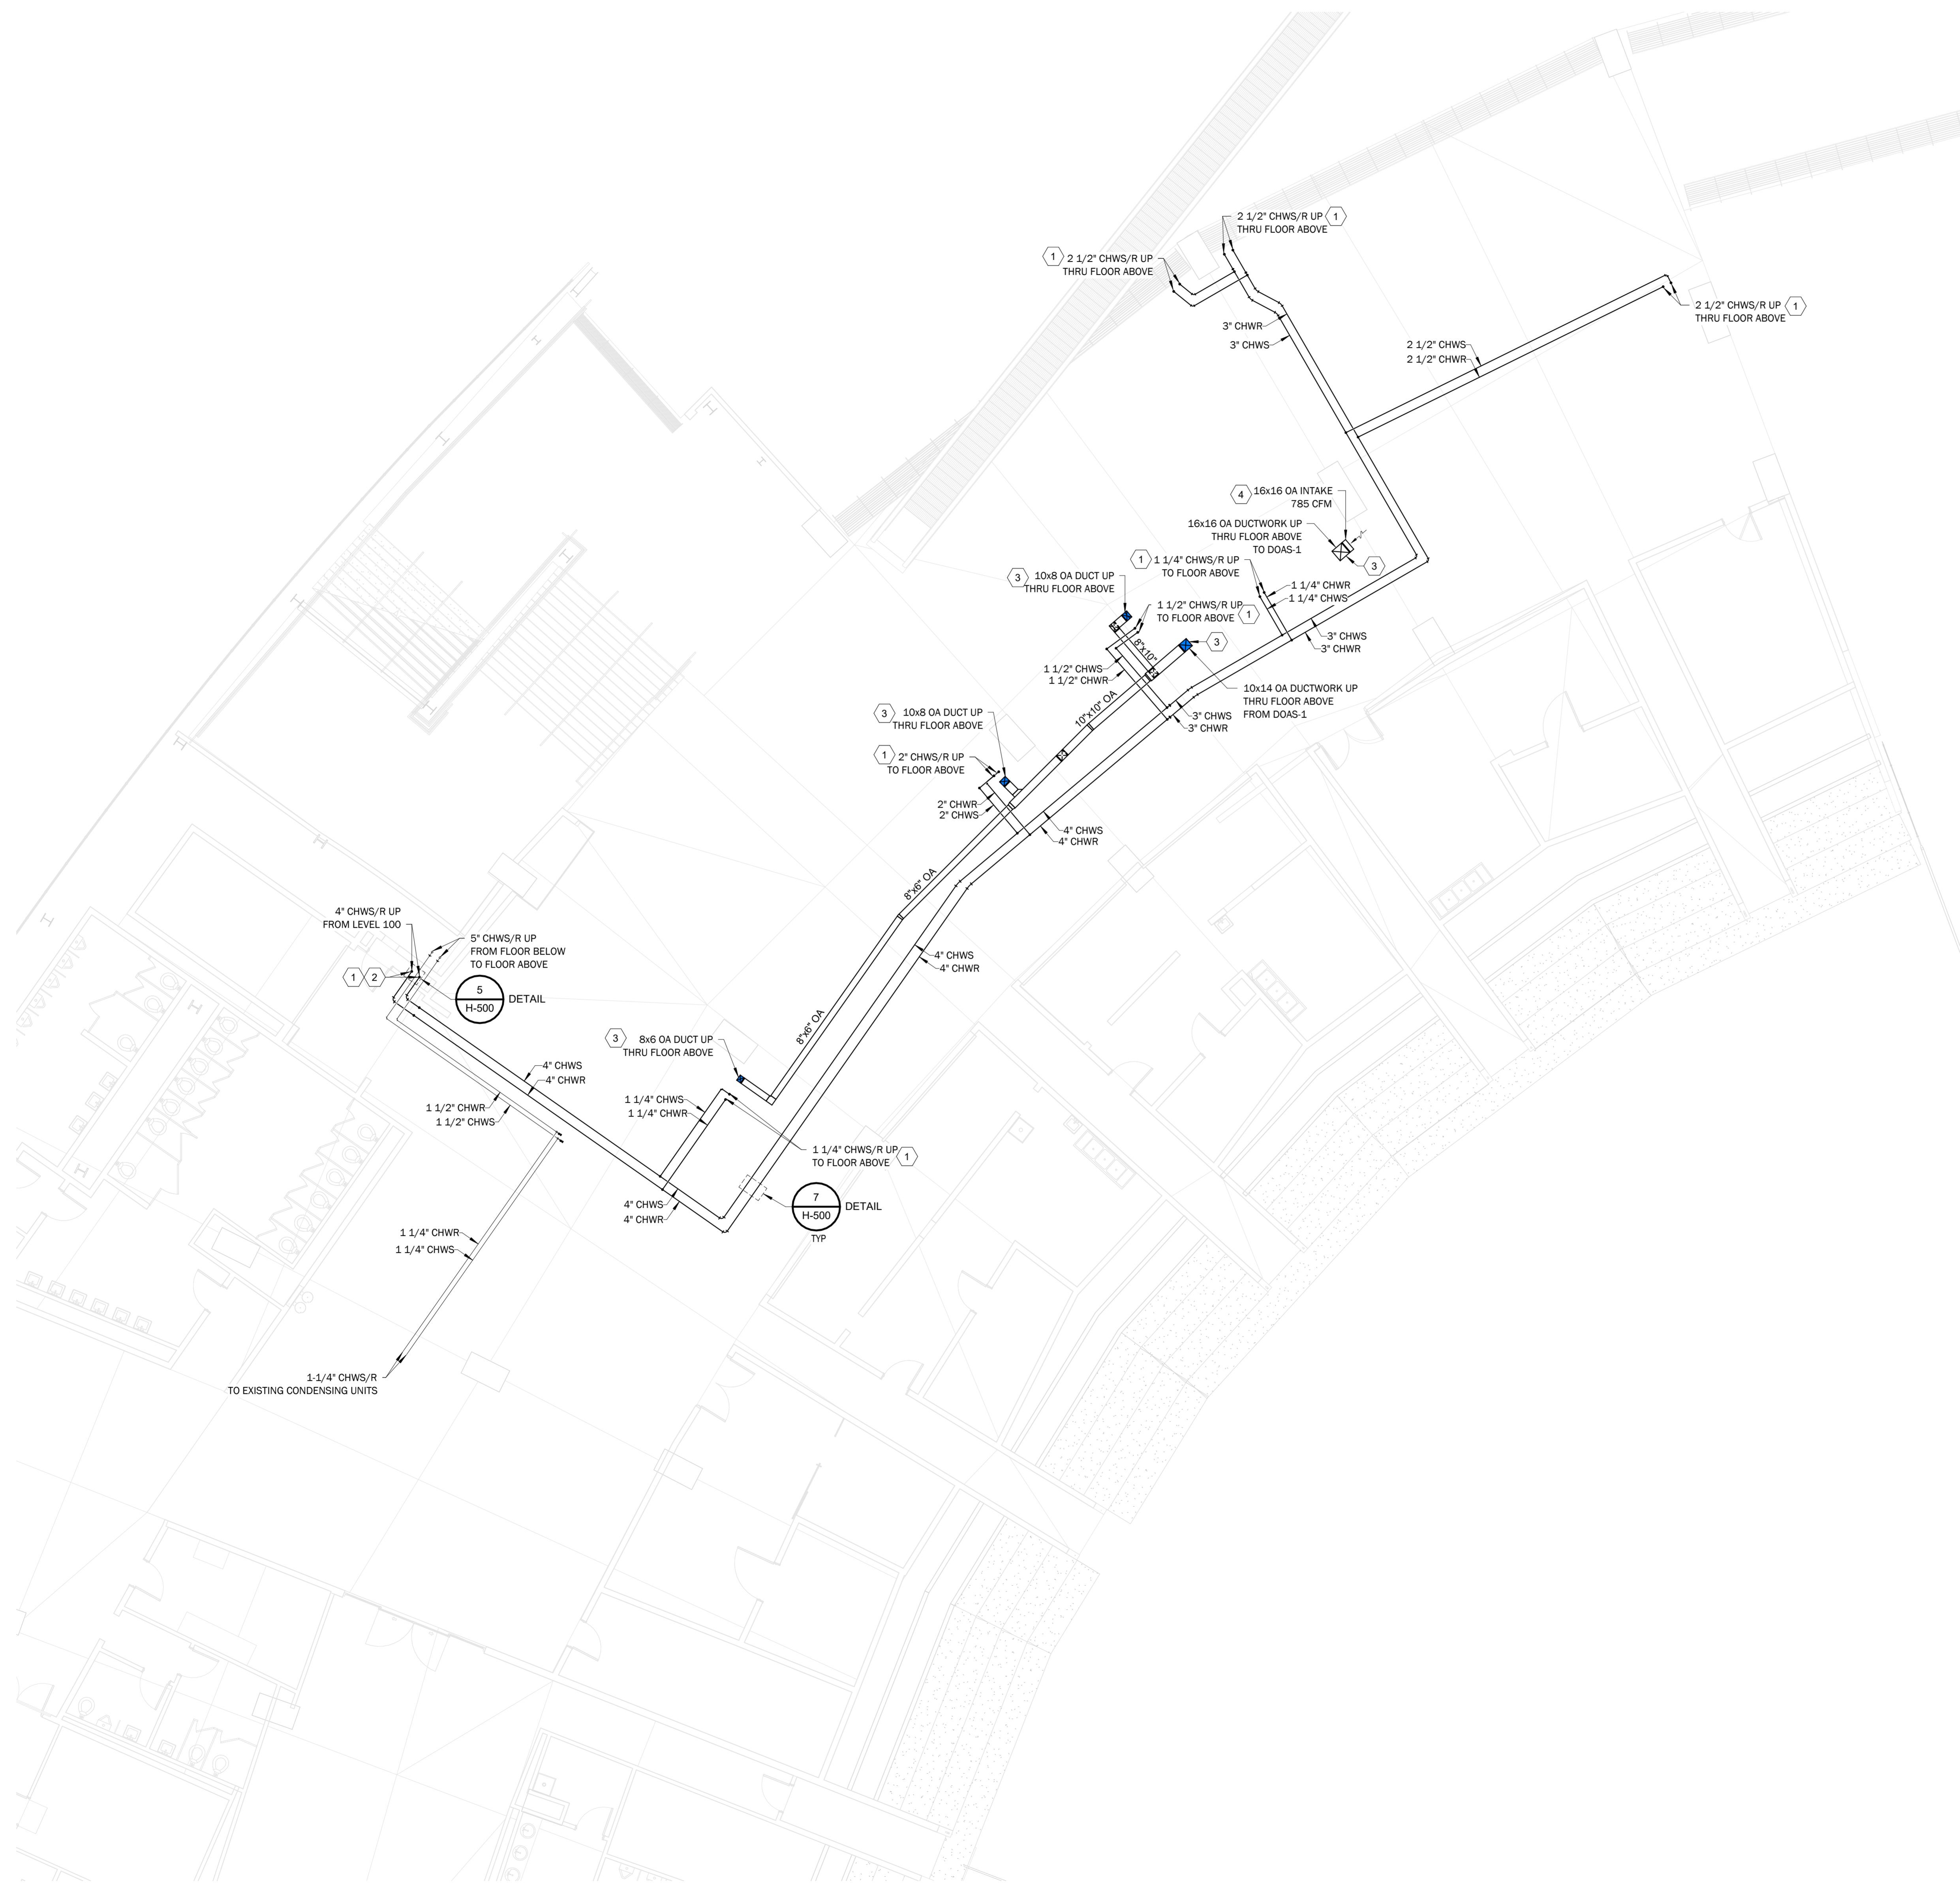 2 1/2" CHWS/R UP 1
THRU FLOOR ABOVE
1 2 1/2" CHWS/R UP
THRU FLOOR ABOVE
2 1/2" CHWS/R UP 1
THRU FLOOR ABOVE
3" CHWR
3" CHWS
2 1/2" CHWS
2 1/2" CHWR
4 16x16 OA INTAKE
785 CFM
16x16 OA DUCTWORK UP
THRU FLOOR ABOVE
TO DOAS-1
3
1 1 1/4" CHWS/R UP
TO FLOOR ABOVE
3 10x8 OA DUCT UP
THRU FLOOR ABOVE
1 1/4" CHWR
1 1/4" CHWS
1 1/2" CHWS/R UP
TO FLOOR ABOVE 1
3" CHWS
3" CHWR
3
8"x10"
1 1/2" CHWS
1 1/2" CHWR
10x14 OA DUCTWORK UP
THRU FLOOR ABOVE
FROM DOAS-1
10"x10" OA
3 10x8 OA DUCT UP
THRU FLOOR ABOVE
3" CHWS
3" CHWR
1 2" CHWS/R UP
TO FLOOR ABOVE
2" CHWR
2" CHWS
4" CHWS
4" CHWR
8"x6" OA
4" CHWS/R UP
FROM LEVEL 100
5" CHWS/R UP
FROM FLOOR BELOW
TO FLOOR ABOVE
4" CHWS
4" CHWR
1 2
5
H-500
DETAIL
8"x6" OA
3 8x6 OA DUCT UP
THRU FLOOR ABOVE
4" CHWS
4" CHWR
1 1/2" CHWR
1 1/2" CHWS
1 1/4" CHWS
1 1/4" CHWR
1 1/4" CHWS/R UP
TO FLOOR ABOVE 1
4" CHWS
4" CHWR
7
H-500
DETAIL
TYP
1 1/4" CHWR
1 1/4" CHWS
1-1/4" CHWS/R
TO EXISTING CONDENSING UNITS